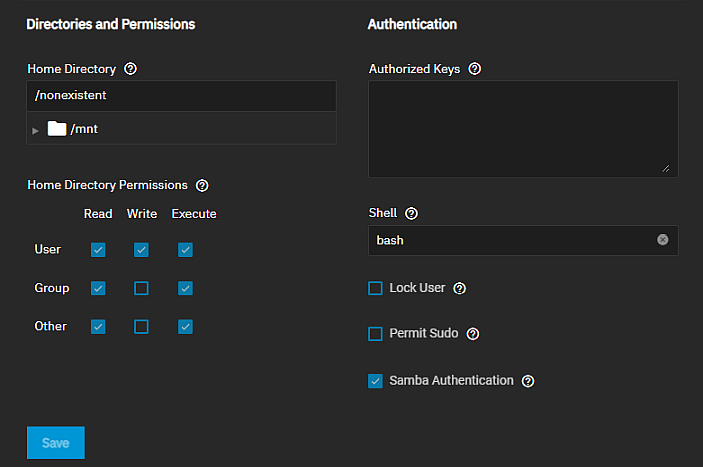 Directories and Permissions
Home Directory
/nonexistent
/mnt
Home Directory Permissions
Read Write Execute
User
Group
Other
Authentication
Authorized Keys
Shell
bash
Lock User
Permit Sudo
Samba Authentication
Save